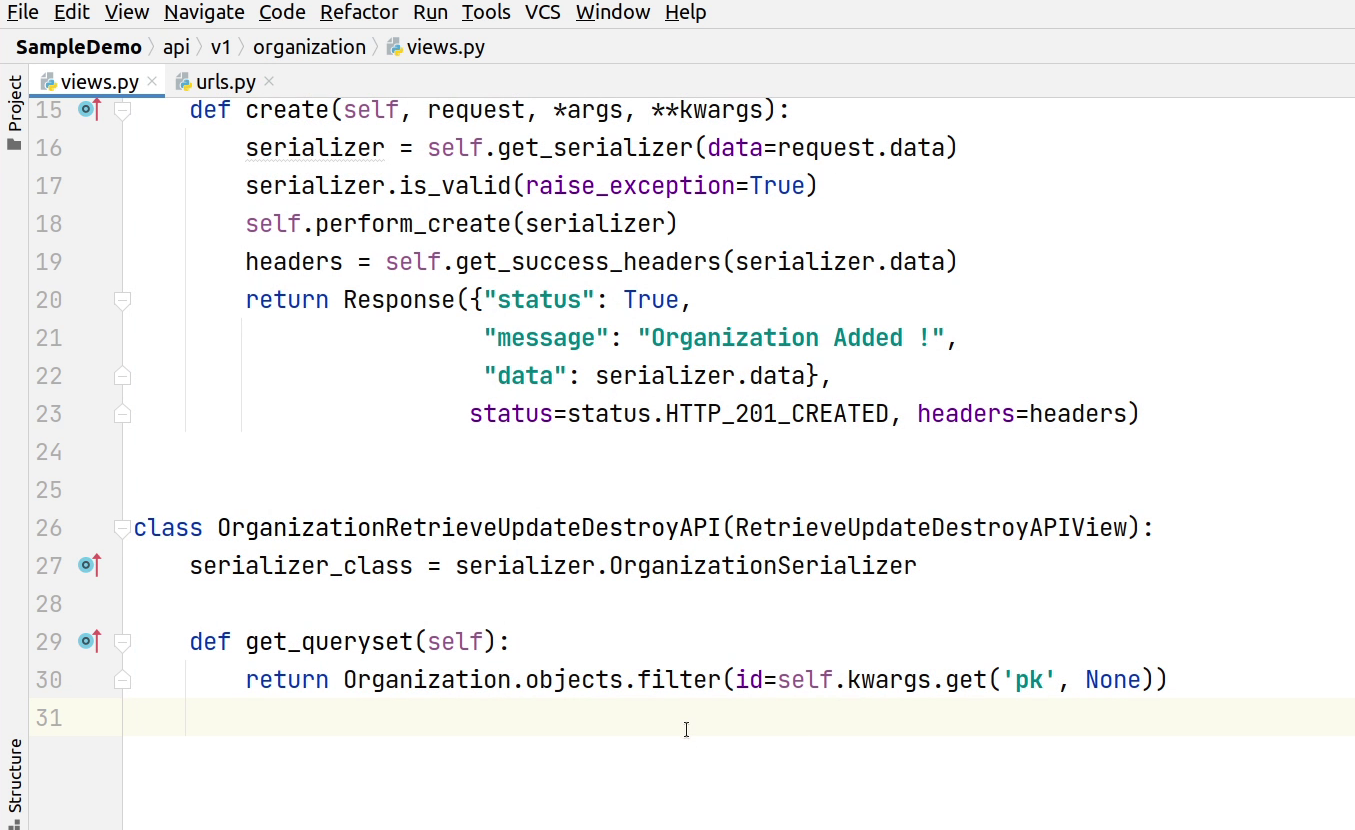 File Edit View Navigate Code Refactor Run Tools VCS Window Help
SampleDemo api v1 organization views.py
views.py urls.py
Project
15 def create(self, request, *args, **kwargs):
16 serializer = self.get_serializer(data=request.data)
17 serializer.is_valid(raise_exception=True)
18 self.perform_create(serializer)
19 headers = self.get_success_headers(serializer.data)
20 return Response({"status": True,
21 "message": "Organization Added !",
22 "data": serializer.data},
23 status=status.HTTP_201_CREATED, headers=headers)
24
25
26 class OrganizationRetrieveUpdateDestroyAPI(RetrieveUpdateDestroyAPIView):
27 serializer_class = serializer.OrganizationSerializer
28
29 def get_queryset(self):
30 return Organization.objects.filter(id=self.kwargs.get('pk', None))
31
Structure